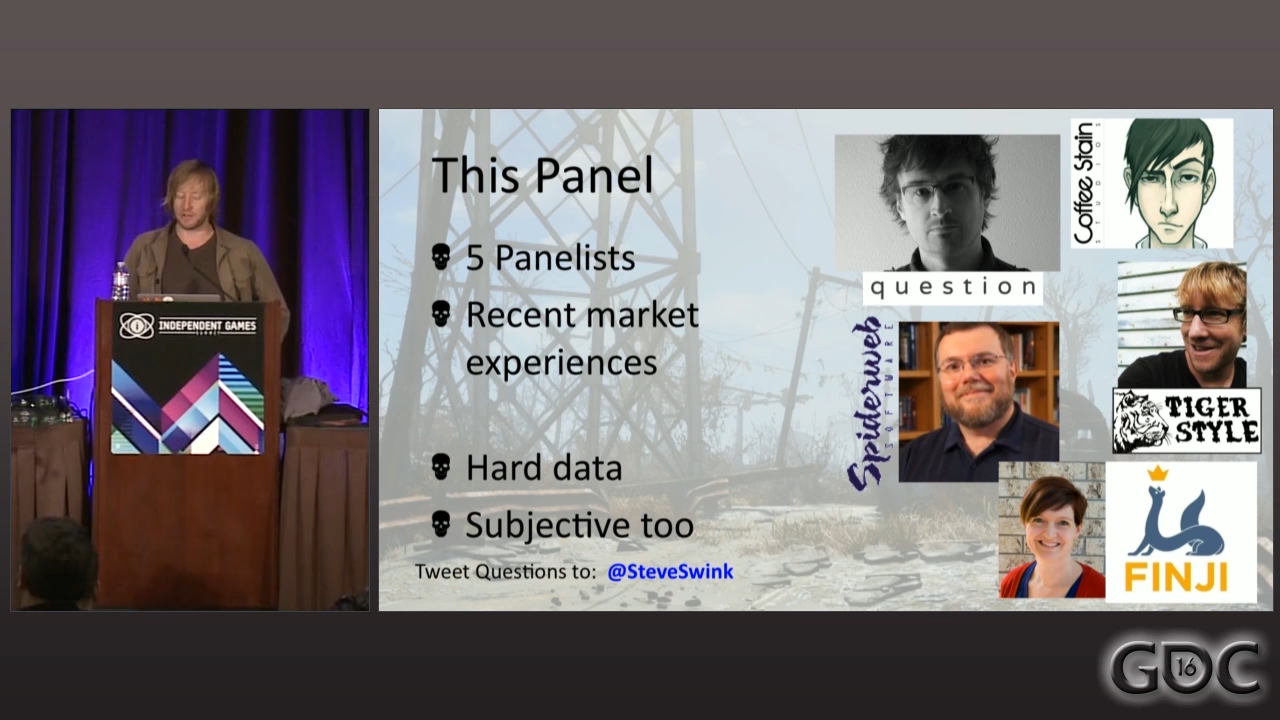 INDEPENDENT GAMES
SUMMIT
This Panel
5 Panelists
Recent market
experiences
Hard data
Subjective too
Tweet Questions to: @SteveSwink
question
Coffee Stain
STUDIOS
Spiderweb
SOFTWARE
TIGER
STYLE
FINJI
GDC
16